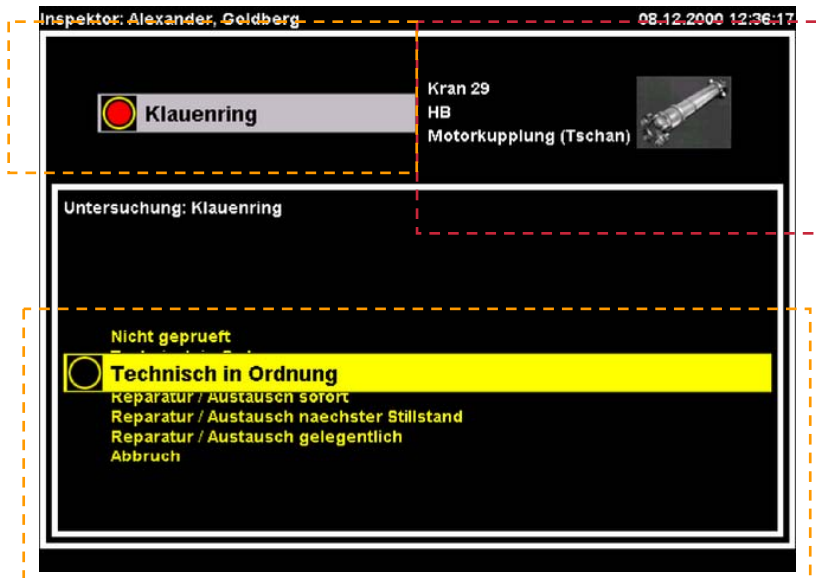 Inspektor: Alexander, Goldberg
08.12.2000 12:36:17
Klauenring
Kran 29
HB
Motorkupplung (Tschan)
Untersuchung: Klauenring
Nicht geprueft
Technisch in Ordnung
Reparatur / Austausch sofort
Reparatur / Austausch naechster Stillstand
Reparatur / Austausch gelegentlich
Abbruch